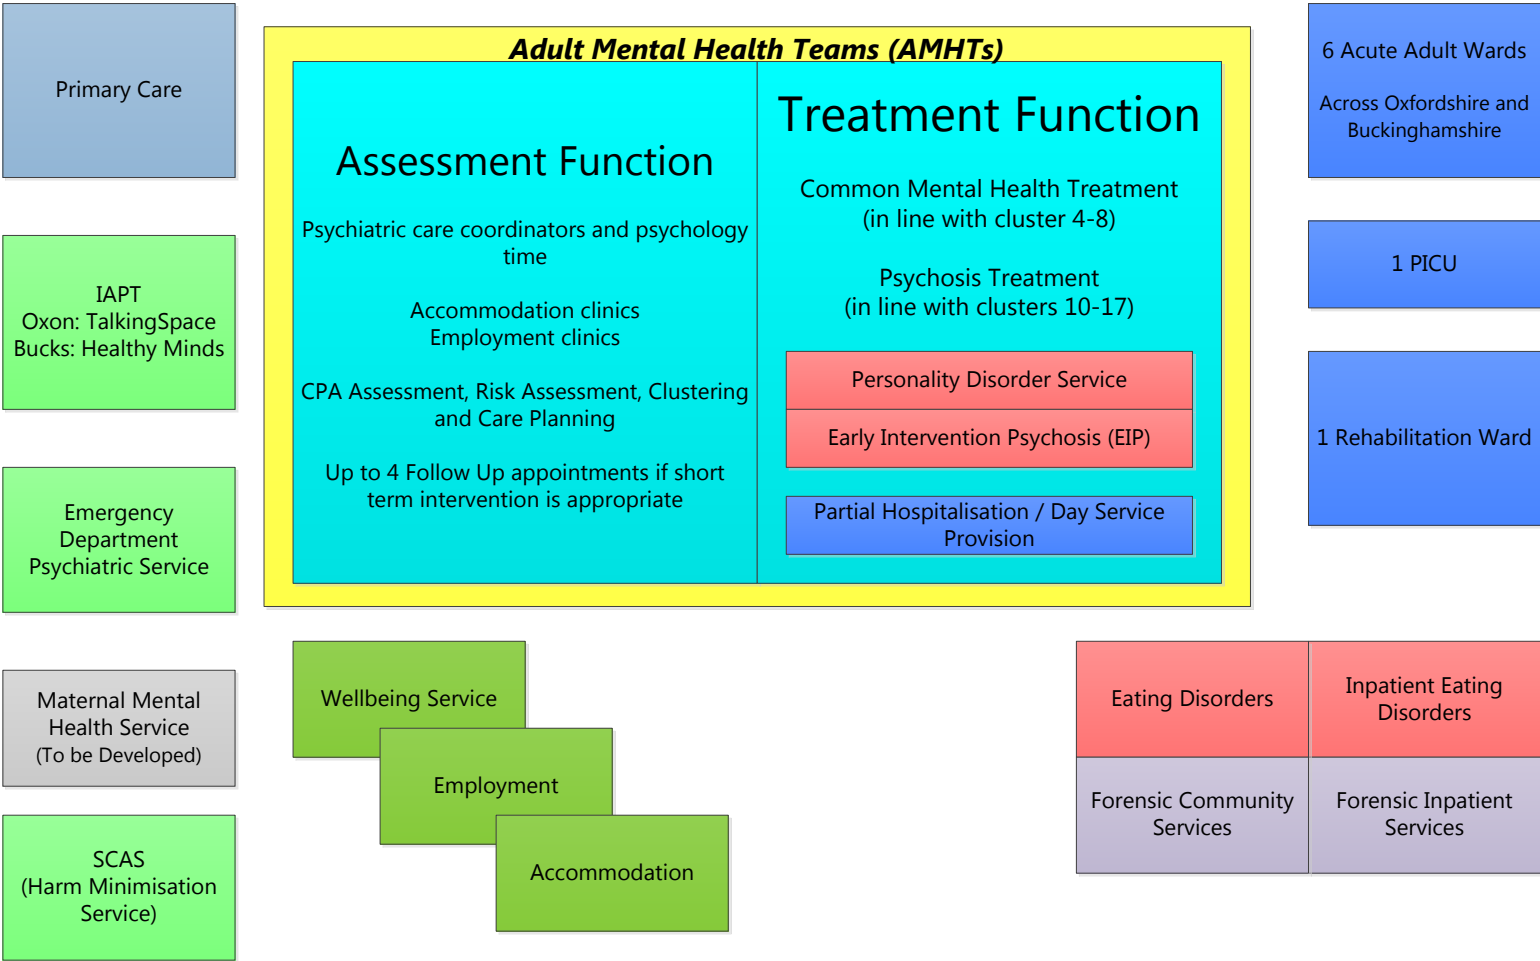 Primary Care
IAPT
Oxon: TalkingSpace
Bucks: Healthy Minds
Emergency
Department
Psychiatric Service
Maternal Mental
Health Service
(To be Developed)
SCAS
(Harm Minimisation
Service)
Adult Mental Health Teams (AMHTs)
Assessment Function
Psychiatric care coordinators and psychology
time
Accommodation clinics
Employment clinics
CPA Assessment, Risk Assessment, Clustering
and Care Planning
Up to 4 Follow Up appointments if short
term intervention is appropriate
Treatment Function
Common Mental Health Treatment
(in line with cluster 4-8)
Psychosis Treatment
(in line with clusters 10-17)
Personality Disorder Service
Early Intervention Psychosis (EIP)
Partial Hospitalisation / Day Service
Provision
Wellbeing Service
Employment
Accommodation
6 Acute Adult Wards
Across Oxfordshire and
Buckinghamshire
1 PICU
1 Rehabilitation Ward
Eating Disorders
Inpatient Eating
Disorders
Forensic Community
Services
Forensic Inpatient
Services